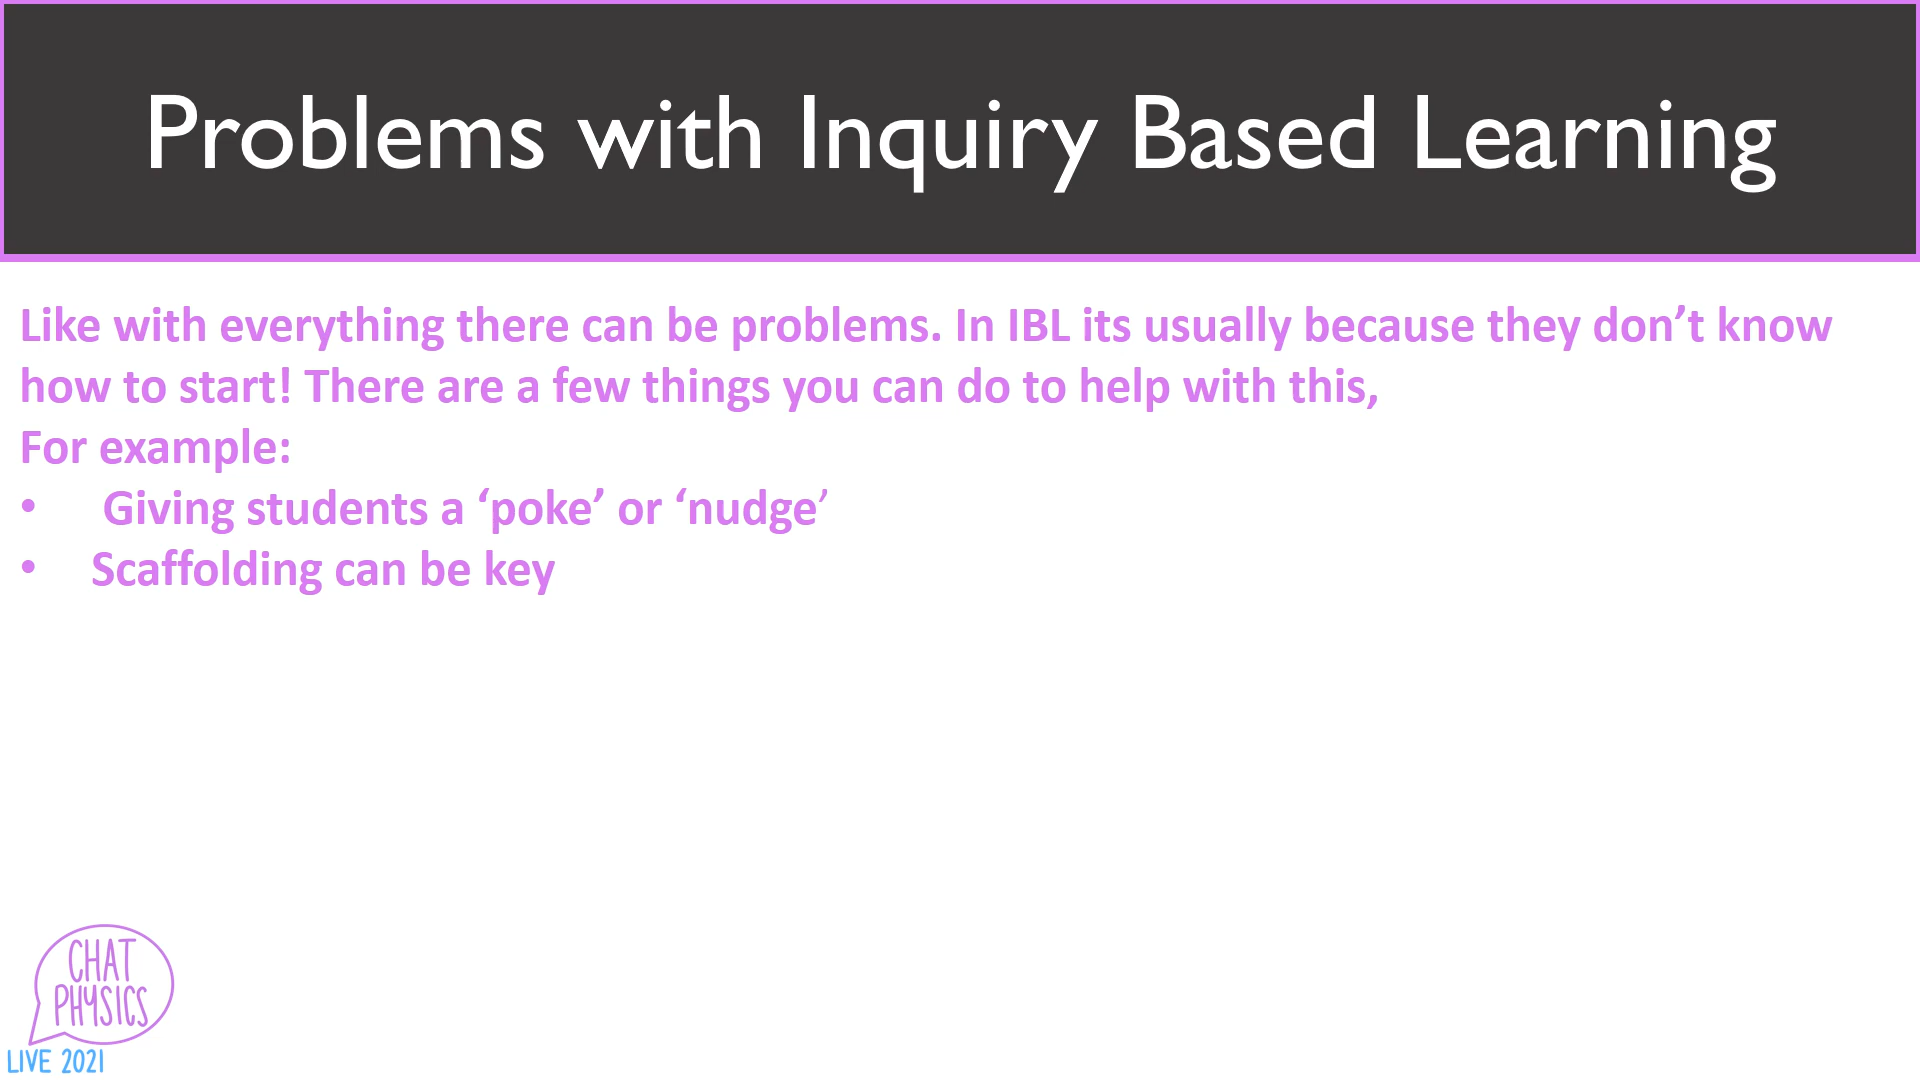 Problems with Inquiry Based Learning
Like with everything there can be problems. In IBL its usually because they don’t know
how to start! There are a few things you can do to help with this,
For example:
• Giving students a ‘poke’ or ‘nudge’
• Scaffolding can be key
CHAT
PHYSICS
LIVE 2021